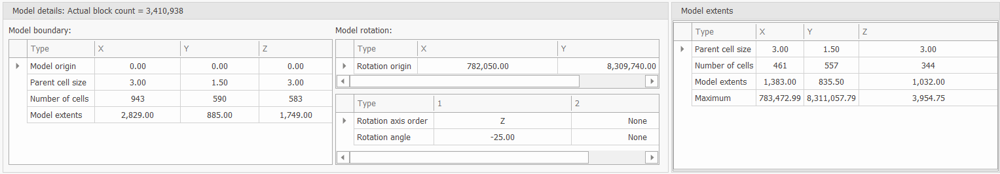 Model details: Actual block count = 3,410,938
Model boundary:
Type X Y Z
Model origin 0.00 0.00 0.00
Parent cell size 3.00 1.50 3.00
Number of cells 943 590 583
Model extents 2,829.00 885.00 1,749.00
Model rotation:
Type X Y
Rotation origin 782,050.00 8,309,740.00
Type 1 2
Rotation axis order Z None
Rotation angle -25.00 None
Model extents
Type X Y Z
Parent cell size 3.00 1.50 3.00
Number of cells 461 557 344
Model extents 1,383.00 835.50 1,032.00
Maximum 783,472.99 8,311,057.79 3,954.75